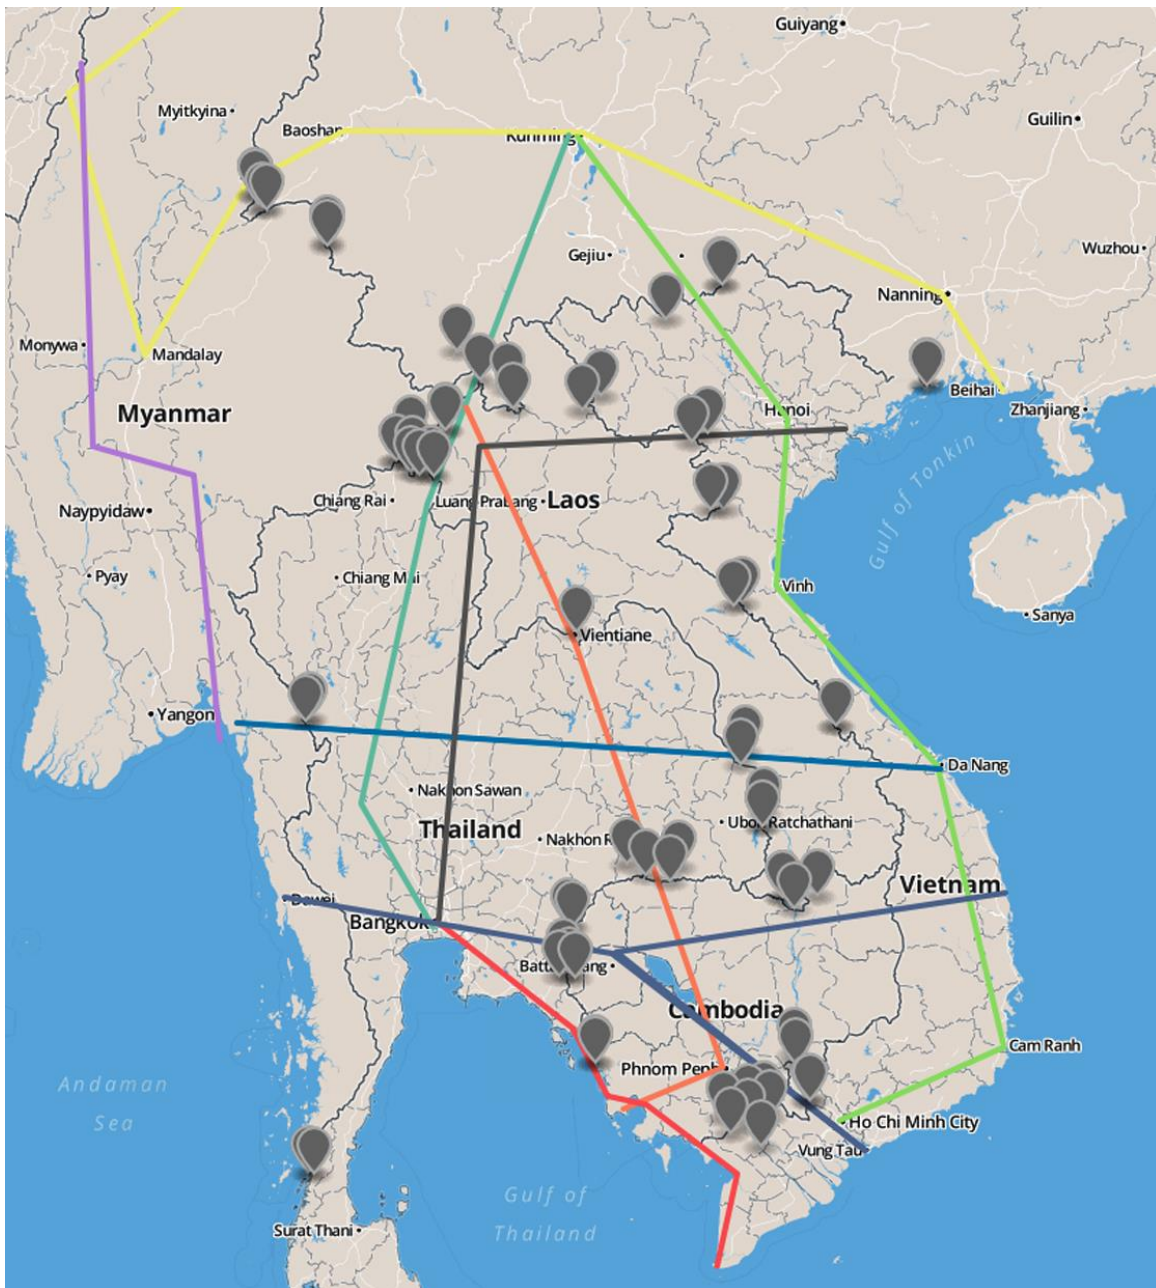 Guiyang
Myitkyina
Baoshan
Guilin
Kunming
Gejiu
Wuzhou
Nanning
Monywa
Mandalay
Beihai
Zhanjiang
Myanmar
Hanoi
Chiang Rai
Luang Prabang
Laos
Naypyidaw
Gulf of Tonkin
Pyay
Chiang Mai
Vinh
Sanya
Vientiane
Yangon
Da Nang
Nakhon Sawan
Thailand
Ubon Ratchathani
Nakhon R
Vietnam
Dawei
Bangkok
Batt
ang
Cambodia
Cam Ranh
Phnom Penh
Andaman
Sea
Ho Chi Minh City
Vung Tau
Gulf of
Thailand
Surat Thani